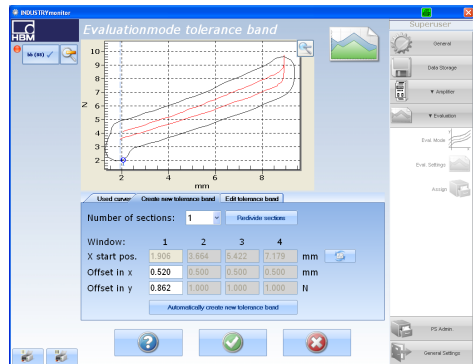 INDUSTRYmonitor
HBM
hh (88)
Evaluationmode tolerance band
Superuser
General
Data Storage
▼ Amplifier
▼ Evaluation
Eval. Mode
Eval. Settings
Assign
PS Admin.
General Settings
N
10
9
8
7
6
5
4
3
2
2
4
6
8
mm
Used curves
Create new tolerance band
Edit tolerance band
Number of sections:
1
Redivide sections
Window: 1 2 3 4
X start pos. 1.906 3.664 5.422 7.179 mm
Offset in x 0.520 0.500 0.500 0.500 mm
Offset in y 0.862 1.000 1.000 1.000 N
Automatically create new tolerance band